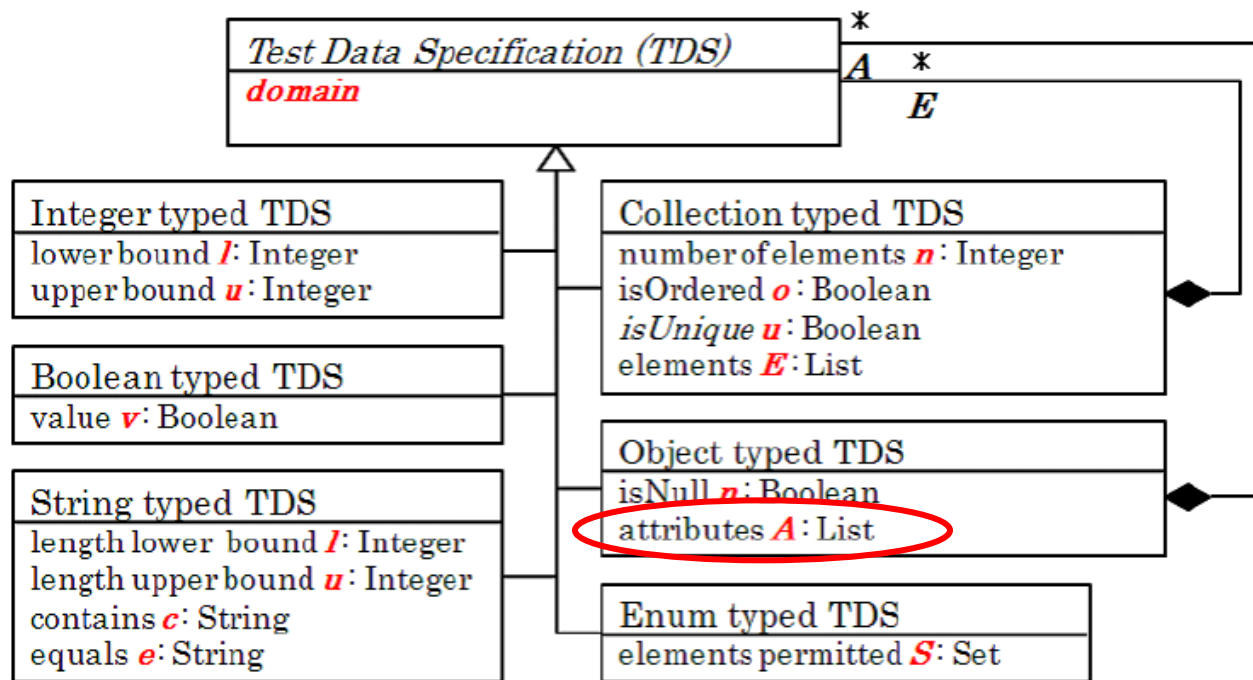 Test Data Specification (TDS)
domain
*
A
*
E
Integer typed TDS
lower bound l: Integer
upper bound u: Integer
Boolean typed TDS
value v: Boolean
String typed TDS
length lower bound l: Integer
length upper bound u: Integer
contains c: String
equals e: String
Collection typed TDS
number of elements n: Integer
isOrdered o: Boolean
isUnique u: Boolean
elements E: List
Object typed TDS
isNull n: Boolean
attributes A: List
Enum typed TDS
elements permitted S: Set